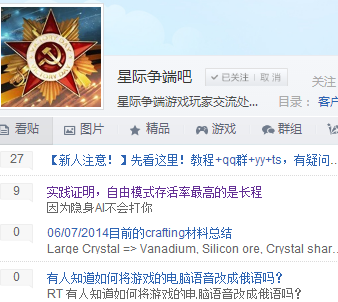 星际争端吧
已关注 | 取消
关注
星际争端游戏玩家交流处...
目录： 客户
看贴 图片 精品 游戏 群组
27 【新人注意！】先看这里！教程+qq群+yy+ts，有疑问...
9 实践证明，自由模式存活率最高的是长程
因为隐身AI不会打你
0 06/07/2014目前的crafting材料总结
Large Crystal => Vanadium, Silicon ore, Crystal shar...
0 有人知道如何将游戏的电脑语音改成俄语吗？
RT 有人知道如何将游戏的电脑语音改成俄语吗？